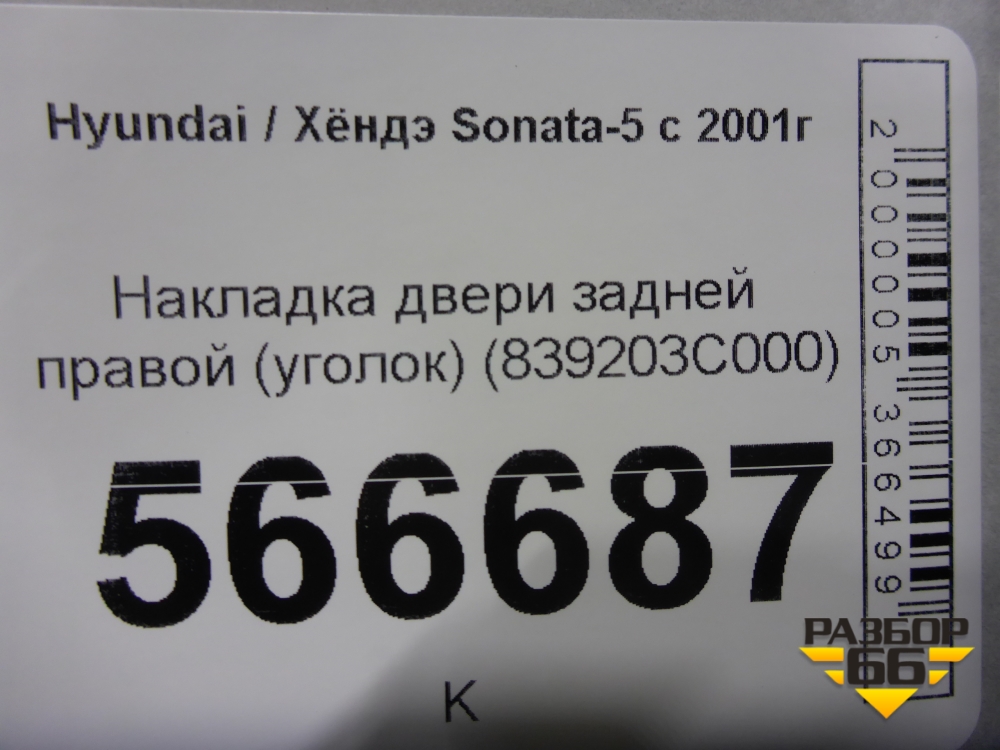 Hyundai / Хёндэ Sonata-5 с 2001г
Накладка двери задней
правой (уголок) (839203C000)
566687
К
2000005366499
РАЗБОР
66